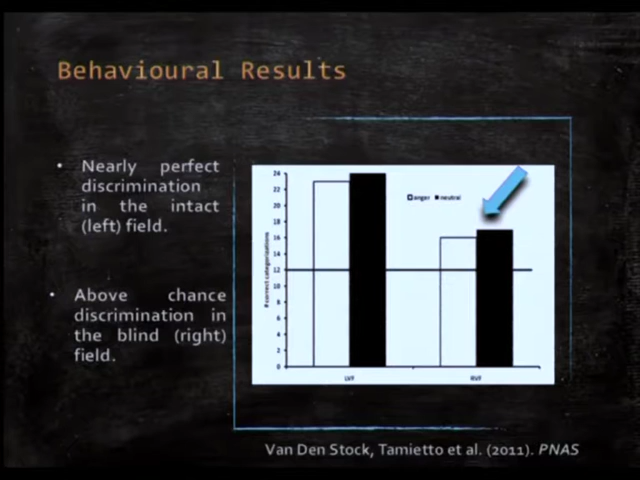 Behavioural Results
• Nearly perfect
discrimination
in the intact
(left) field.
• Above chance
discrimination in
the blind (right)
field.
24
22
20
18
16
14
12
10
8
6
4
2
0
# correct categorizations
anger neutral
LVF RVF
Van Den Stock, Tamietto et al. (2011). PNAS